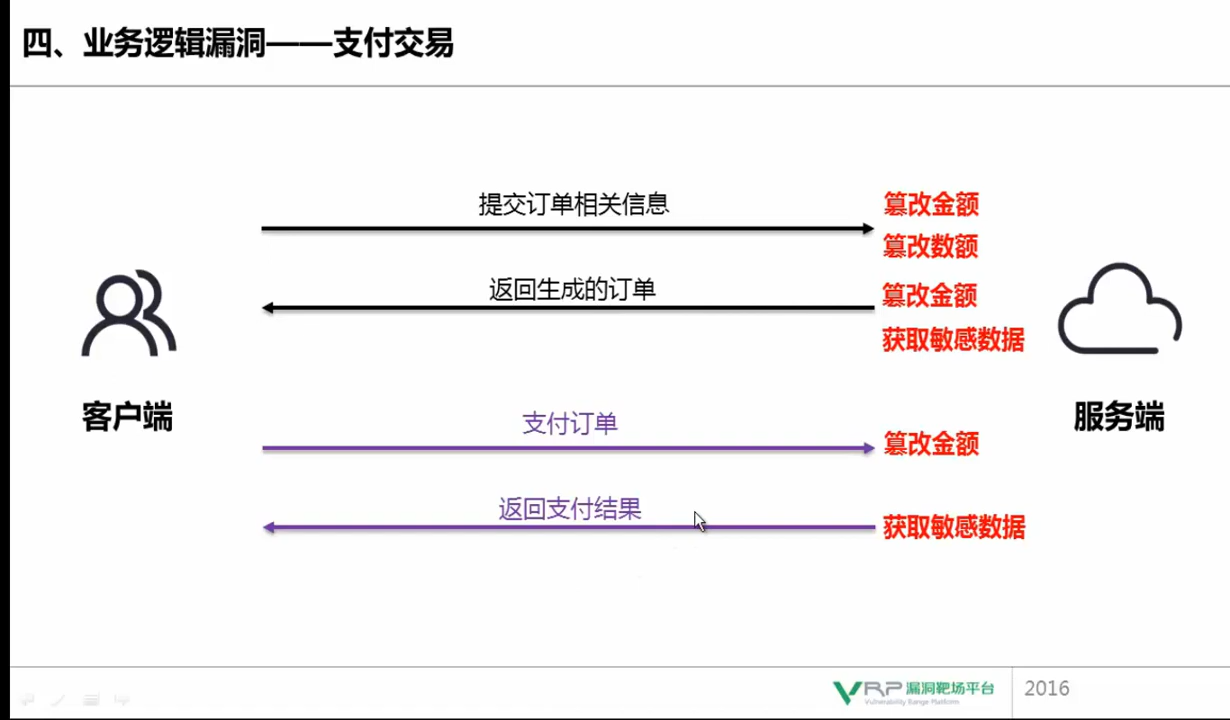 四、业务逻辑漏洞——支付交易
提交订单相关信息
篡改金额
篡改数额
返回生成的订单
篡改金额
获取敏感数据
客户端
服务端
支付订单
篡改金额
返回支付结果
获取敏感数据
VRP 漏洞靶场平台
Vulnerability Range Platform
2016